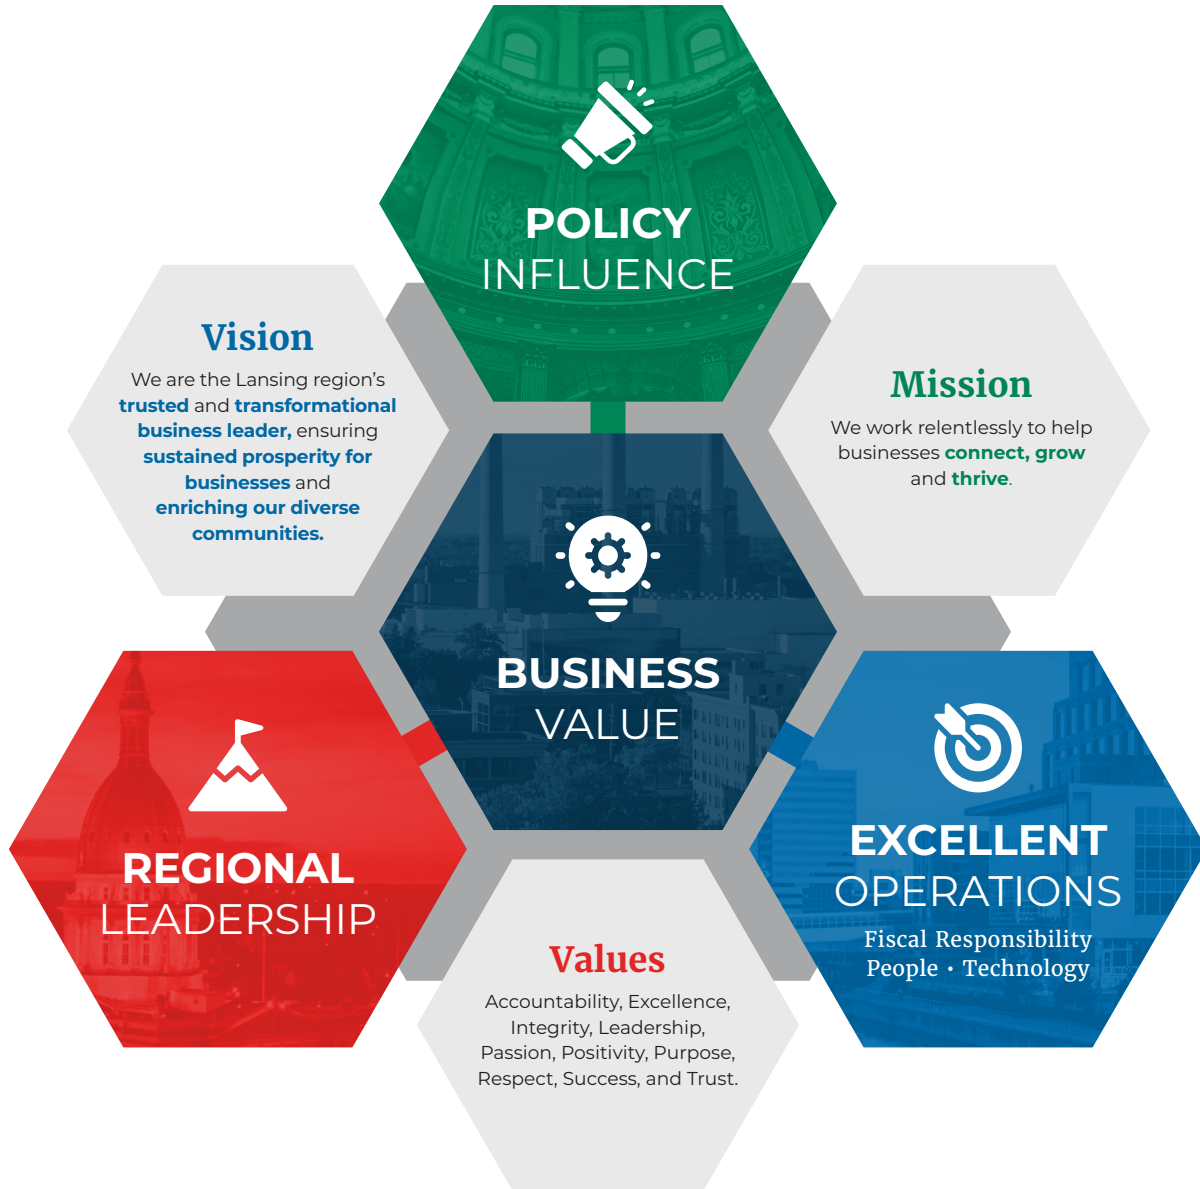 POLICY
INFLUENCE
Vision
We are the Lansing region’s
trusted and transformational
business leader, ensuring
sustained prosperity for
businesses and
enriching our diverse
communities.
Mission
We work relentlessly to help
businesses connect, grow
and thrive.
BUSINESS
VALUE
REGIONAL
LEADERSHIP
EXCELLENT
OPERATIONS
Fiscal Responsibility
People • Technology
Values
Accountability, Excellence,
Integrity, Leadership,
Passion, Positivity, Purpose,
Respect, Success, and Trust.